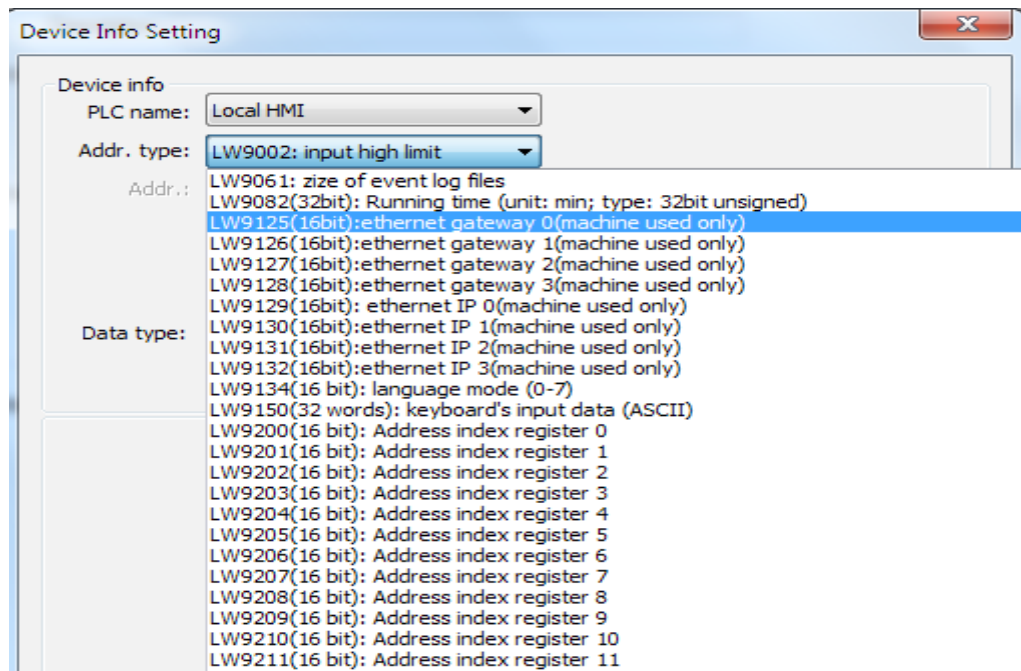 Device Info Setting
Device info
PLC name: Local HMI
Addr. type: LW9002: input high limit
Addr.:
LW9061: zize of event log files
LW9082(32bit): Running time (unit: min; type: 32bit unsigned)
LW9125(16bit):ethernet gateway 0(machine used only)
LW9126(16bit):ethernet gateway 1(machine used only)
LW9127(16bit):ethernet gateway 2(machine used only)
LW9128(16bit):ethernet gateway 3(machine used only)
LW9129(16bit): ethernet IP 0(machine used only)
LW9130(16bit):ethernet IP 1(machine used only)
Data type:
LW9131(16bit):ethernet IP 2(machine used only)
LW9132(16bit):ethernet IP 3(machine used only)
LW9134(16 bit): language mode (0-7)
LW9150(32 words): keyboard's input data (ASCII)
LW9200(16 bit): Address index register 0
LW9201(16 bit): Address index register 1
LW9202(16 bit): Address index register 2
LW9203(16 bit): Address index register 3
LW9204(16 bit): Address index register 4
LW9205(16 bit): Address index register 5
LW9206(16 bit): Address index register 6
LW9207(16 bit): Address index register 7
LW9208(16 bit): Address index register 8
LW9209(16 bit): Address index register 9
LW9210(16 bit): Address index register 10
LW9211(16 bit): Address index register 11